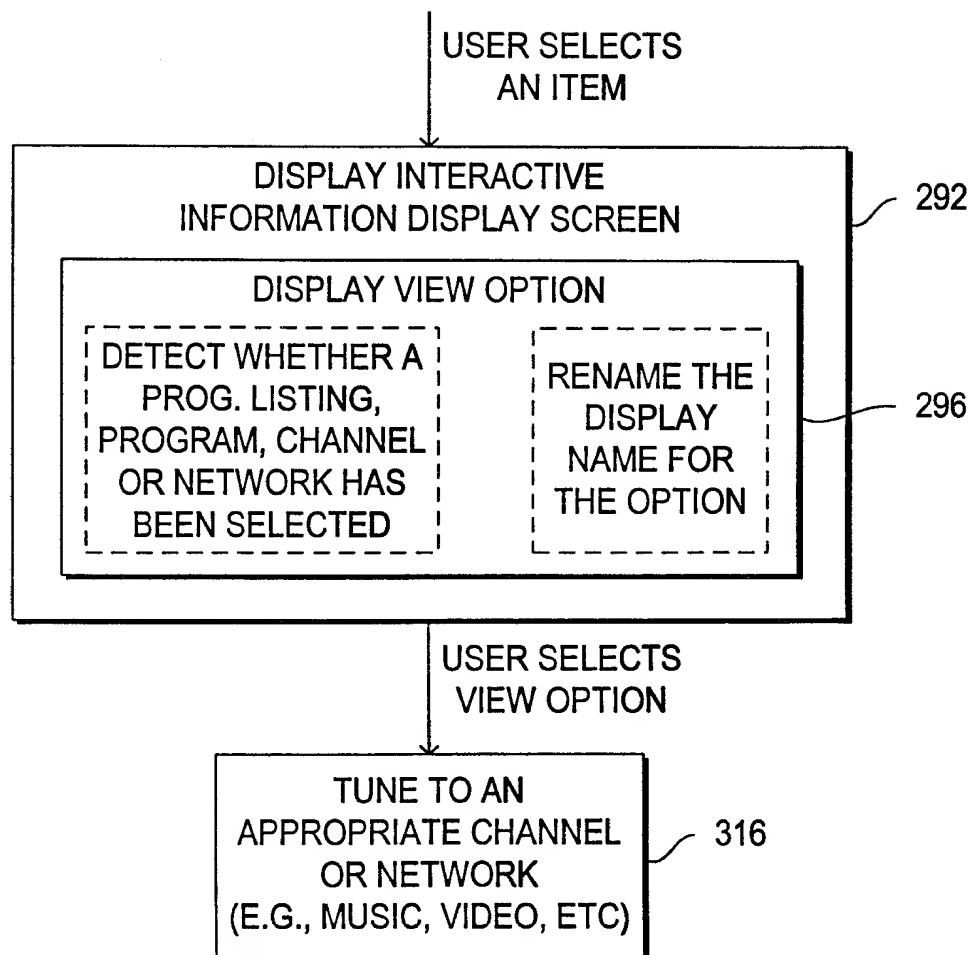 USER SELECTS
AN ITEM
DISPLAY INTERACTIVE
INFORMATION DISPLAY SCREEN
292
DISPLAY VIEW OPTION
DETECT WHETHER A
PROG. LISTING,
PROGRAM, CHANNEL
OR NETWORK HAS
BEEN SELECTED
RENAME THE
DISPLAY
NAME FOR
THE OPTION
296
USER SELECTS
VIEW OPTION
TUNE TO AN
APPROPRIATE CHANNEL
OR NETWORK
(E.G., MUSIC, VIDEO, ETC)
316